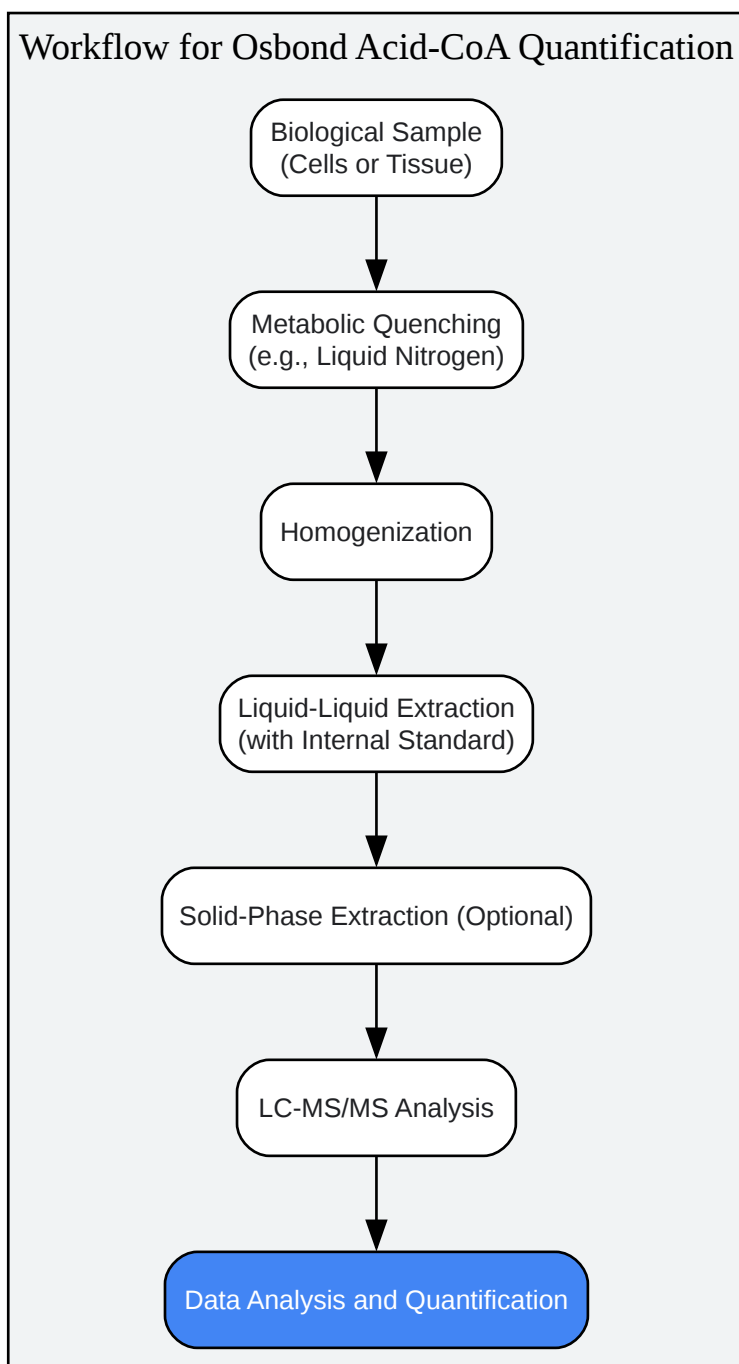 Workflow for Osbond Acid-CoA Quantification
Biological Sample
(Cells or Tissue)
Metabolic Quenching
(e.g., Liquid Nitrogen)
Homogenization
Liquid-Liquid Extraction
(with Internal Standard)
Solid-Phase Extraction (Optional)
LC-MS/MS Analysis
Data Analysis and Quantification